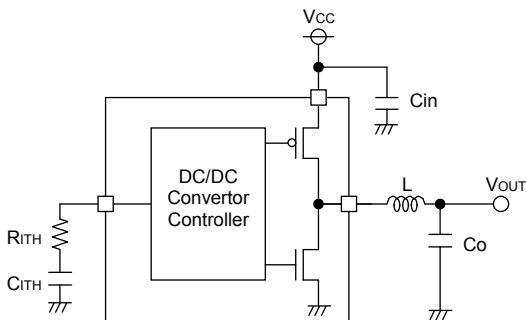 VCC
Cin
DC/DC
Convertor
Controller
L
VOUT
RITH
Co
CITH